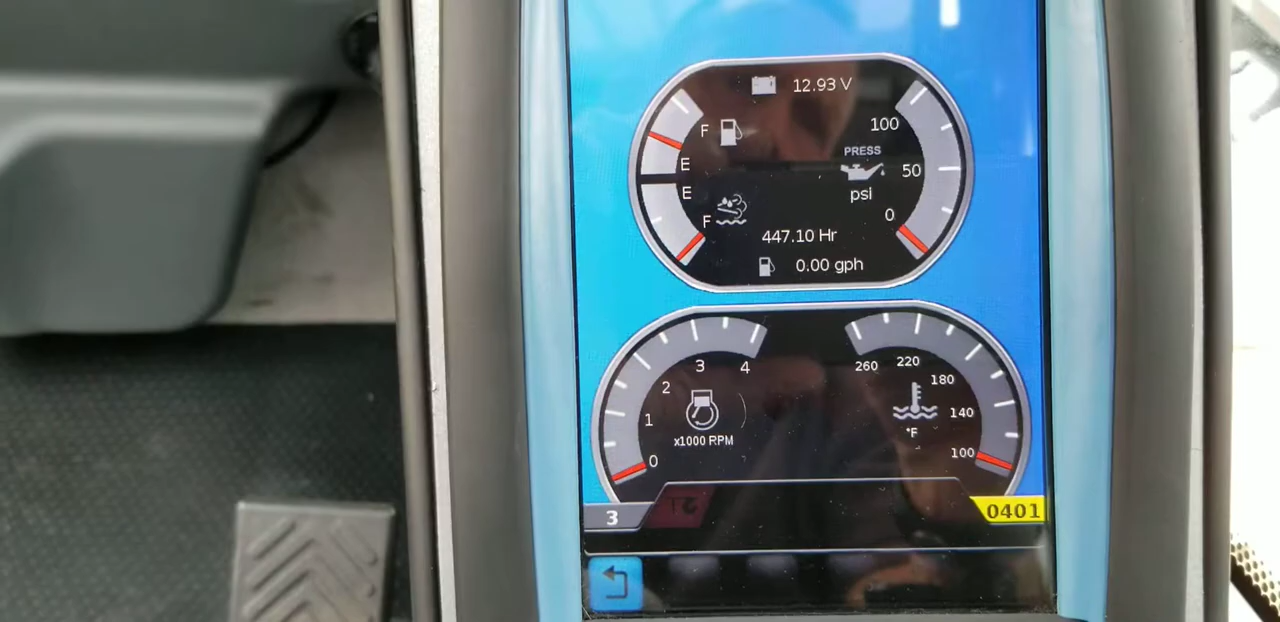 12.93 V
F
E
E
F
100
PRESS
50
psi
0
447.10 Hr
0.00 gph
0
1
2
3
4
x1000 RPM
260
220
180
140
100
°F
3
0401